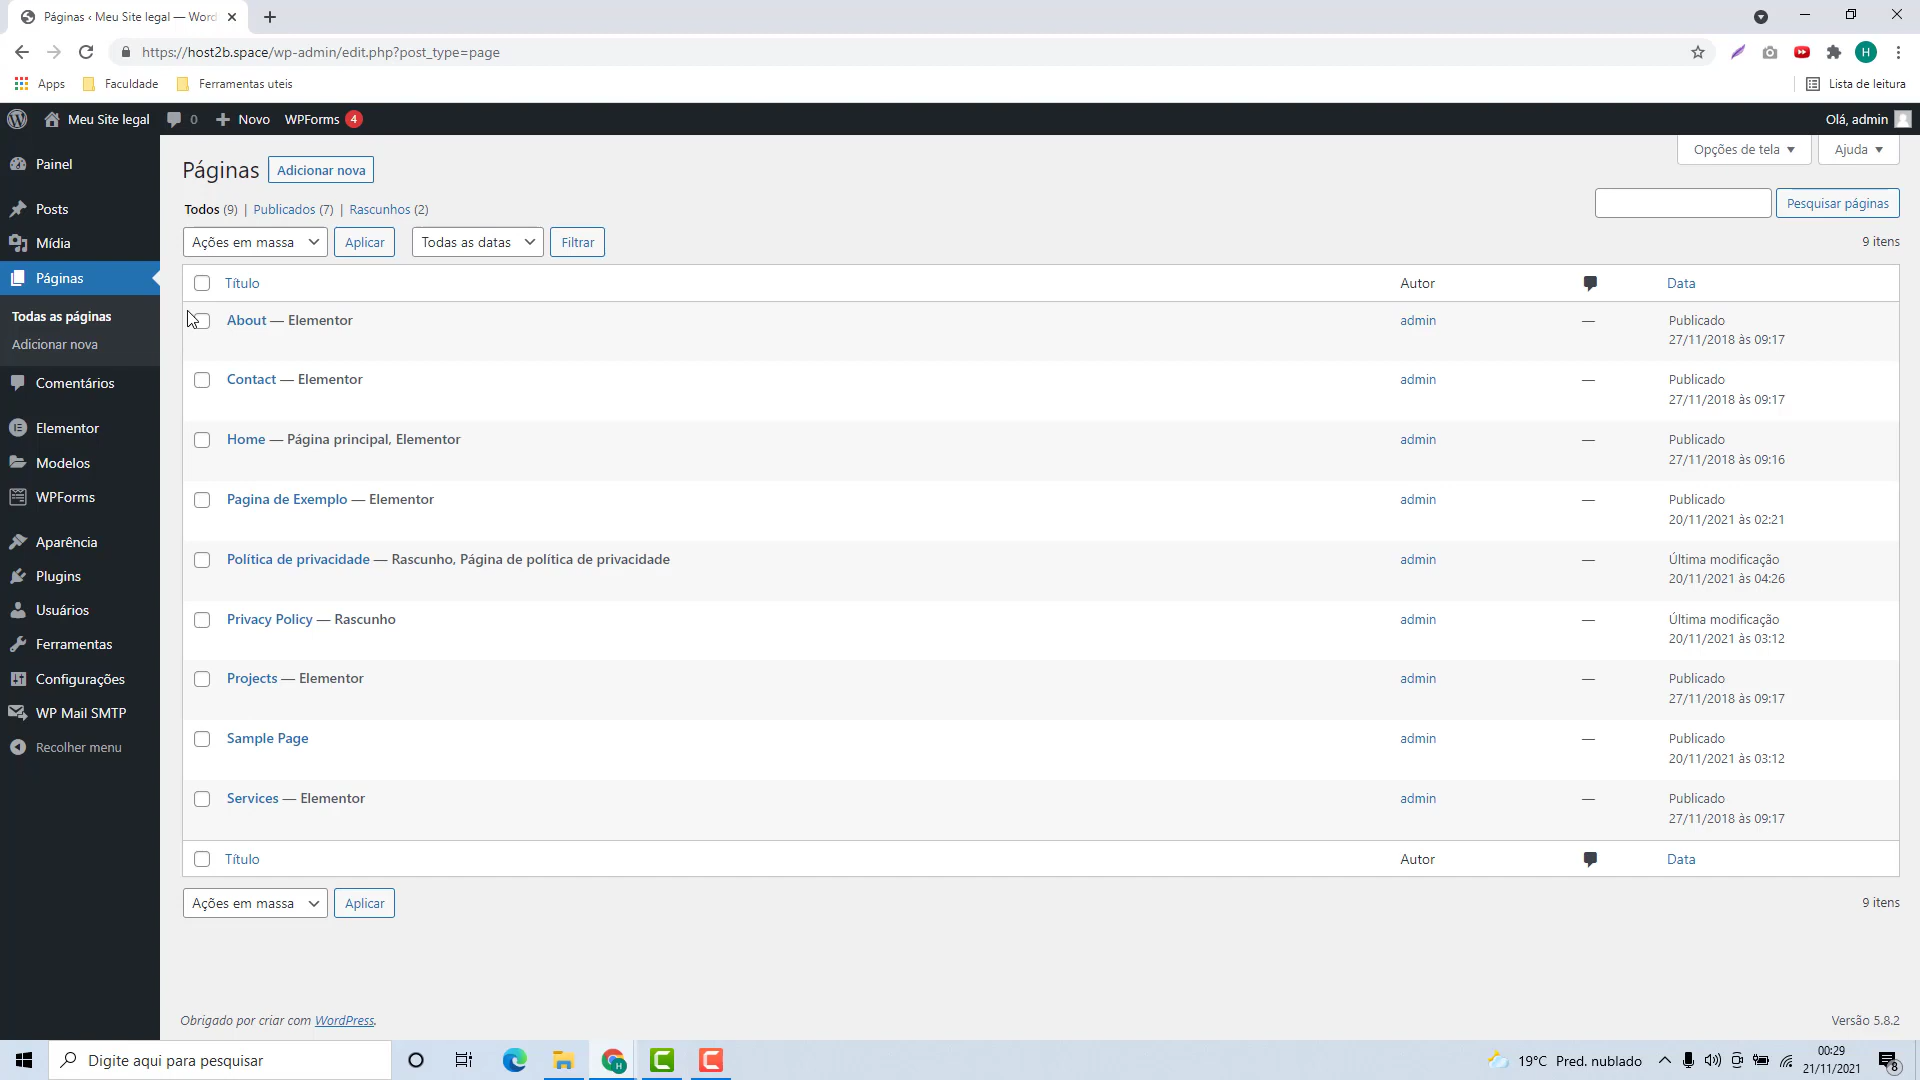 Páginas ‹ Meu Site legal — Word
https://host2b.space/wp-admin/edit.php?post_type=page
H
Apps
Faculdade
Ferramentas uteis
Lista de leitura
Meu Site legal
0
Novo
WPForms 4
Olá, admin
Painel
Posts
Mídia
Páginas
Todas as páginas
Adicionar nova
Comentários
Elementor
Modelos
WPForms
Aparência
Plugins
Usuários
Ferramentas
Configurações
WP Mail SMTP
Recolher menu
Opções de tela
Ajuda
Páginas Adicionar nova
Todos (9) | Publicados (7) | Rascunhos (2)
Pesquisar páginas
Ações em massa Aplicar Todas as datas Filtrar
9 itens
Título Autor Data
About — Elementor admin — Publicado
27/11/2018 às 09:17
Contact — Elementor admin — Publicado
27/11/2018 às 09:17
Home — Página principal, Elementor admin — Publicado
27/11/2018 às 09:16
Pagina de Exemplo — Elementor admin — Publicado
20/11/2021 às 02:21
Política de privacidade — Rascunho, Página de política de privacidade admin — Última modificação
20/11/2021 às 04:26
Privacy Policy — Rascunho admin — Última modificação
20/11/2021 às 03:12
Projects — Elementor admin — Publicado
27/11/2018 às 09:17
Sample Page admin — Publicado
20/11/2021 às 03:12
Services — Elementor admin — Publicado
27/11/2018 às 09:17
Título Autor Data
Ações em massa Aplicar
9 itens
Obrigado por criar com WordPress.
Versão 5.8.2
Digite aqui para pesquisar
19°C Pred. nublado
00:29
21/11/2021
8